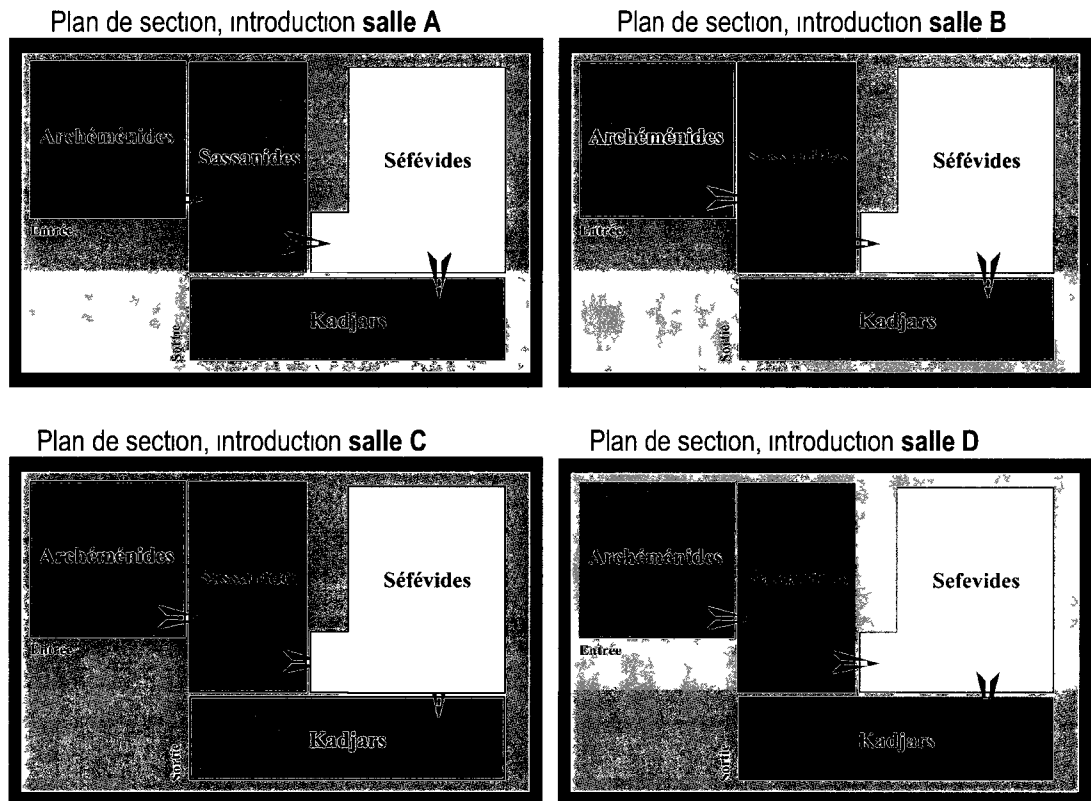 Plan de section, introduction salle A
Archéménides
Sassanides
Séfévides
Entrée
Kadjars
Sortie
Plan de section, introduction salle B
Archéménides
Séfévides
Entrée
Kadjars
Sortie
Plan de section, introduction salle C
Archéménides
Séfévides
Entrée
Kadjars
Sortie
Plan de section, introduction salle D
Archéménides
Sefevides
Entrée
Kadjars
Sortie